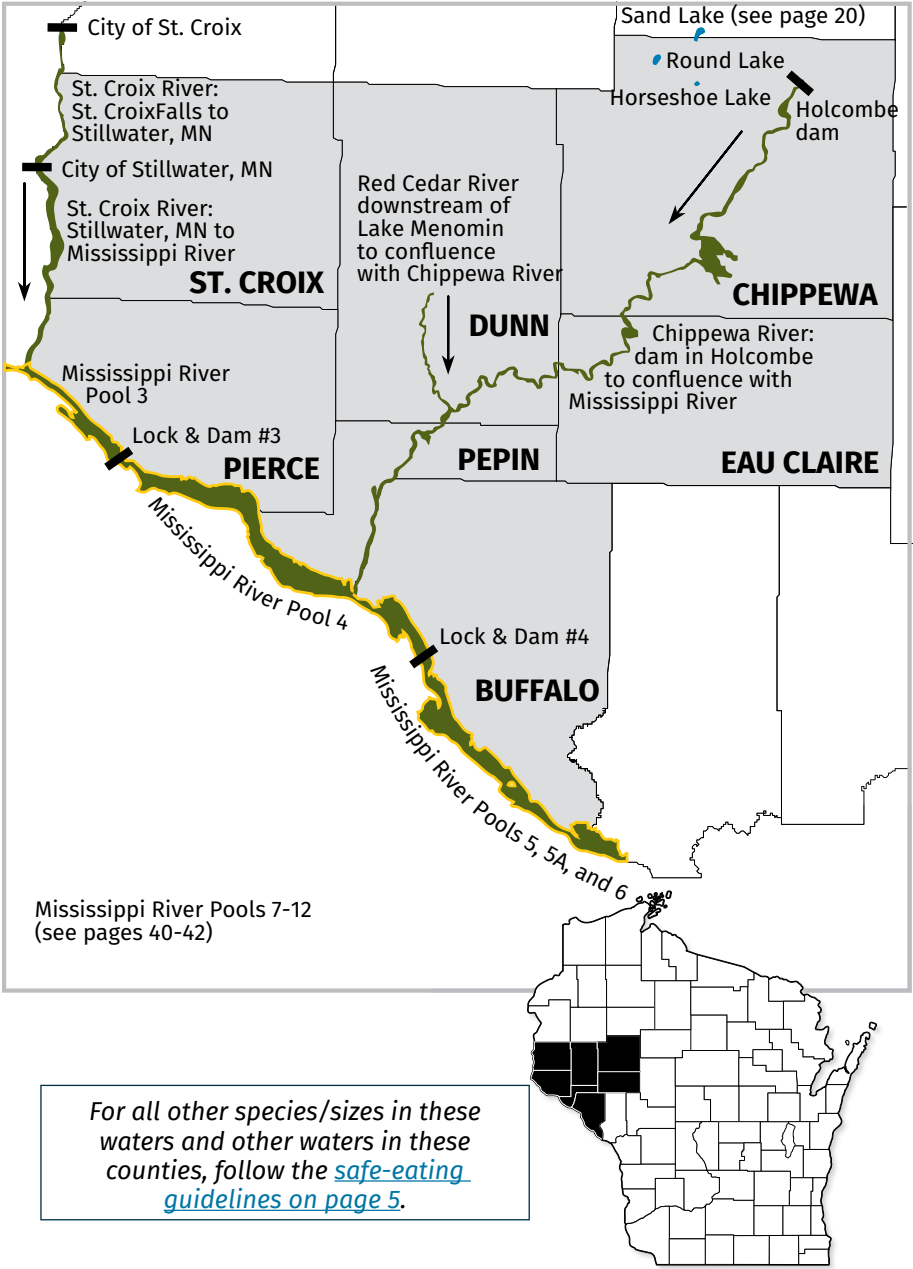 Sand Lake (see page 20)
City of St. Croix
Round Lake
Horseshoe Lake
Holcombe
dam
St. Croix River:
St. CroixFalls to
Stillwater, MN
City of Stillwater, MN
St. Croix River:
Stillwater, MN to
Mississippi River
Red Cedar River
downstream of
Lake Menomin
to confluence
with Chippewa River
ST. CROIX
CHIPPEWA
DUNN
Chippewa River:
dam in Holcombe
to confluence with
Mississippi River
Mississippi River
Pool 3
Lock & Dam #3
PIERCE
PEPIN
EAU CLAIRE
Mississippi River Pool 4
Lock & Dam #4
BUFFALO
Mississippi River Pools 5, 5A, and 6
Mississippi River Pools 7-12
(see pages 40-42)
For all other species/sizes in these
waters and other waters in these
counties, follow the safe-eating
guidelines on page 5.